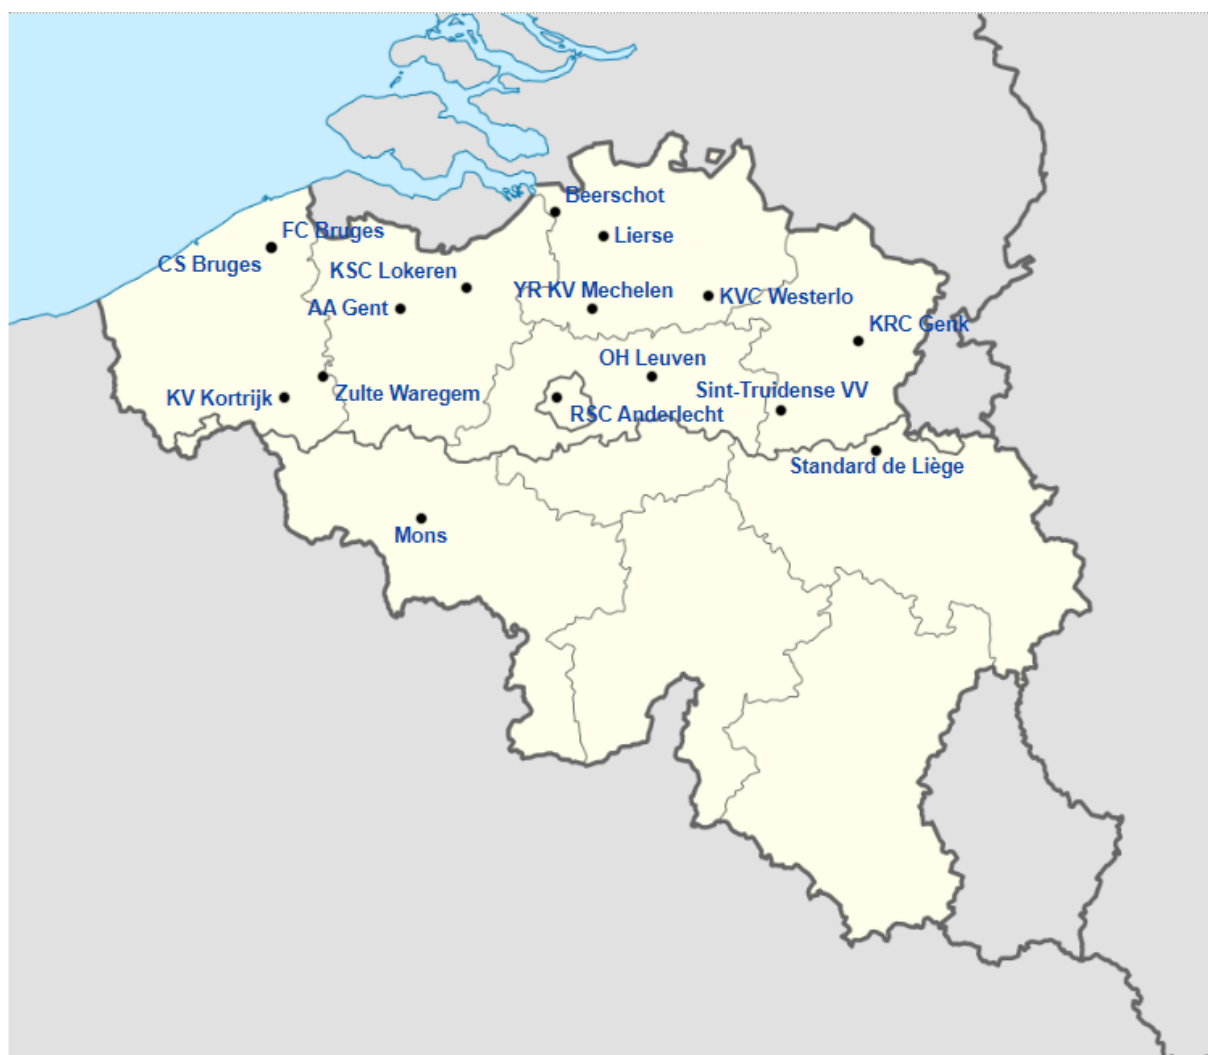 Beerschot
FC Bruges
Lierse
CS Bruges
KSC Lokeren
YR KV Mechelen
KVC Westerlo
AA Gent
KRC Genk
OH Leuven
KV Kortrijk
Zulte Waregem
Sint-Truidense VV
RSC Anderlecht
Standard de Liège
Mons